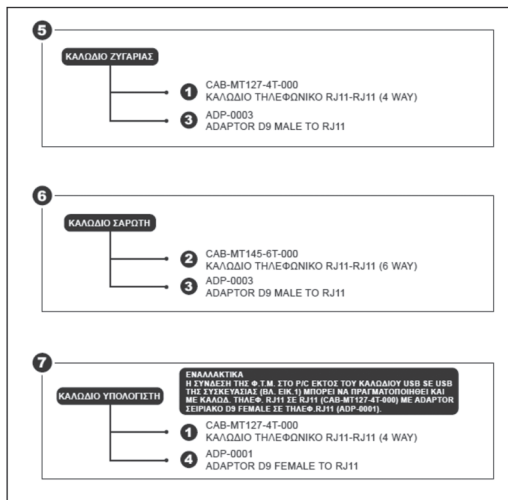 5
ΚΑΛΩΔΙΟ ΖΥΓΑΡΙΑΣ
1 CAB-MT127-4T-000
ΚΑΛΩΔΙΟ ΤΗΛΕΦΩΝΙΚΟ RJ11-RJ11 (4 WAY)
3 ADP-0003
ADAPTOR D9 MALE TO RJ11
6
ΚΑΛΩΔΙΟ ΣΑΡΩΤΗ
2 CAB-MT145-6T-000
ΚΑΛΩΔΙΟ ΤΗΛΕΦΩΝΙΚΟ RJ11-RJ11 (6 WAY)
3 ADP-0003
ADAPTOR D9 MALE TO RJ11
7
ΕΝΑΛΛΑΚΤΙΚΑ
Η ΣΥΝΔΕΣΗ ΤΗΣ Φ.Τ.Μ. ΣΤΟ P/C ΕΚΤΟΣ ΤΟΥ ΚΑΛΩΔΙΟΥ USB SE USB
ΤΗΣ ΣΥΣΚΕΥΑΣΙΑΣ (ΒΛ. ΕΙΚ.1) ΜΠΟΡΕΙ ΝΑ ΠΡΑΓΜΑΤΟΠΟΙΗΘΕΙ ΚΑΙ
ΜΕ ΚΑΛΩΔ. ΤΗΛΕΦ. RJ11 ΣΕ RJ11 (CAB-MT127-4T-000) ΜΕ ADAPTOR
ΣΕΙΡΙΑΚΟ D9 FEMALE ΣΕ ΤΗΛΕΦ.RJ11 (ADP-0001).
ΚΑΛΩΔΙΟ ΥΠΟΛΟΓΙΣΤΗ
1 CAB-MT127-4T-000
ΚΑΛΩΔΙΟ ΤΗΛΕΦΩΝΙΚΟ RJ11-RJ11 (4 WAY)
4 ADP-0001
ADAPTOR D9 FEMALE TO RJ11